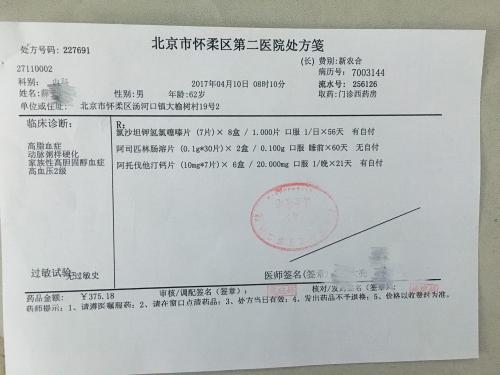 北京市怀柔区第二医院处方笺
处方号码: 227691
(长) 费别: 新农合
27110002
病历号: 7003144
科别: 内科
2017年04月10日 08时10分
流水号: 256126
姓名: 性别: 男 年龄: 62岁
取药: 门诊西药房
单位或住址: 北京市怀柔区汤河口镇大榆树村19号2
临床诊断:
高脂血症
动脉粥样硬化
家族性高胆固醇血症
高血压2级
R:
氯沙坦钾氢氯噻嗪片 (7片) × 8盒 / 1.000片 口服 1/日×56天 有自付
阿司匹林肠溶片 (0.1g*30片) × 2盒 / 0.100g 口服 睡前×60天 无自付
阿托伐他汀钙片 (10mg*7片) × 6盒 / 20.000mg 口服 1/晚×21天 有自付
过敏试验: 无过敏史
医师签名(签章)
药品金额: ¥375.18
审核/调配签名(签章):
核对/发药签名(签章):
药师提示: 1、请遵医嘱服药; 2、请在窗口点清药品; 3、处方当日有效; 4、发出药品不予退换; 5、价格以收费时为准。